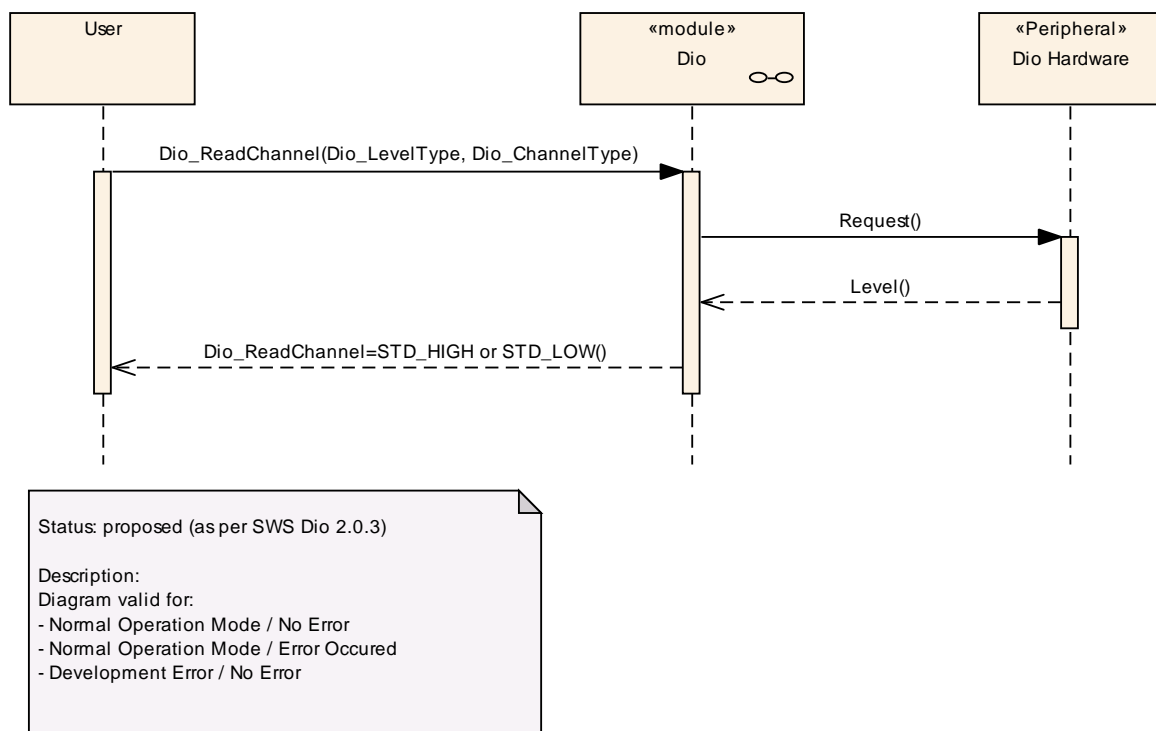 User
«module»
Dio
«Peripheral»
Dio Hardware
Dio_ReadChannel(Dio_LevelType, Dio_ChannelType)
Request()
Level()
Dio_ReadChannel=STD_HIGH or STD_LOW()
Status: proposed (as per SWS Dio 2.0.3)
Description:
Diagram valid for:
- Normal Operation Mode / No Error
- Normal Operation Mode / Error Occured
- Development Error / No Error